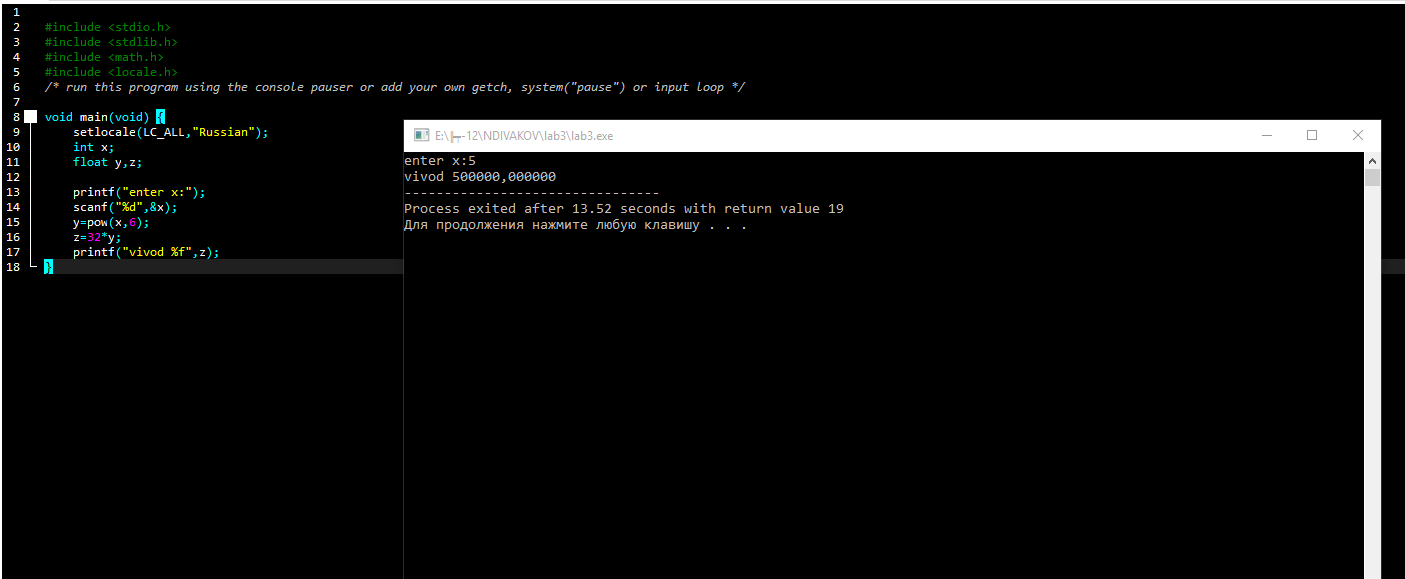 1
2 #include <stdio.h>
3 #include <stdlib.h>
4 #include <math.h>
5 #include <locale.h>
6 /* run this program using the console pauser or add your own getch, system("pause") or input loop */
7
8 void main(void) {
9 setlocale(LC_ALL,"Russian");
10 int x;
11 float y,z;
12
13 printf("enter x:");
14 scanf("%d",&x);
15 y=pow(x,6);
16 z=32*y;
17 printf("vivod %f",z);
18 }
E:\╟┬-12\NDIVAKOV\lab3\lab3.exe
enter x:5
vivod 500000,000000
--------------------------------
Process exited after 13.52 seconds with return value 19
Для продолжения нажмите любую клавишу . . .